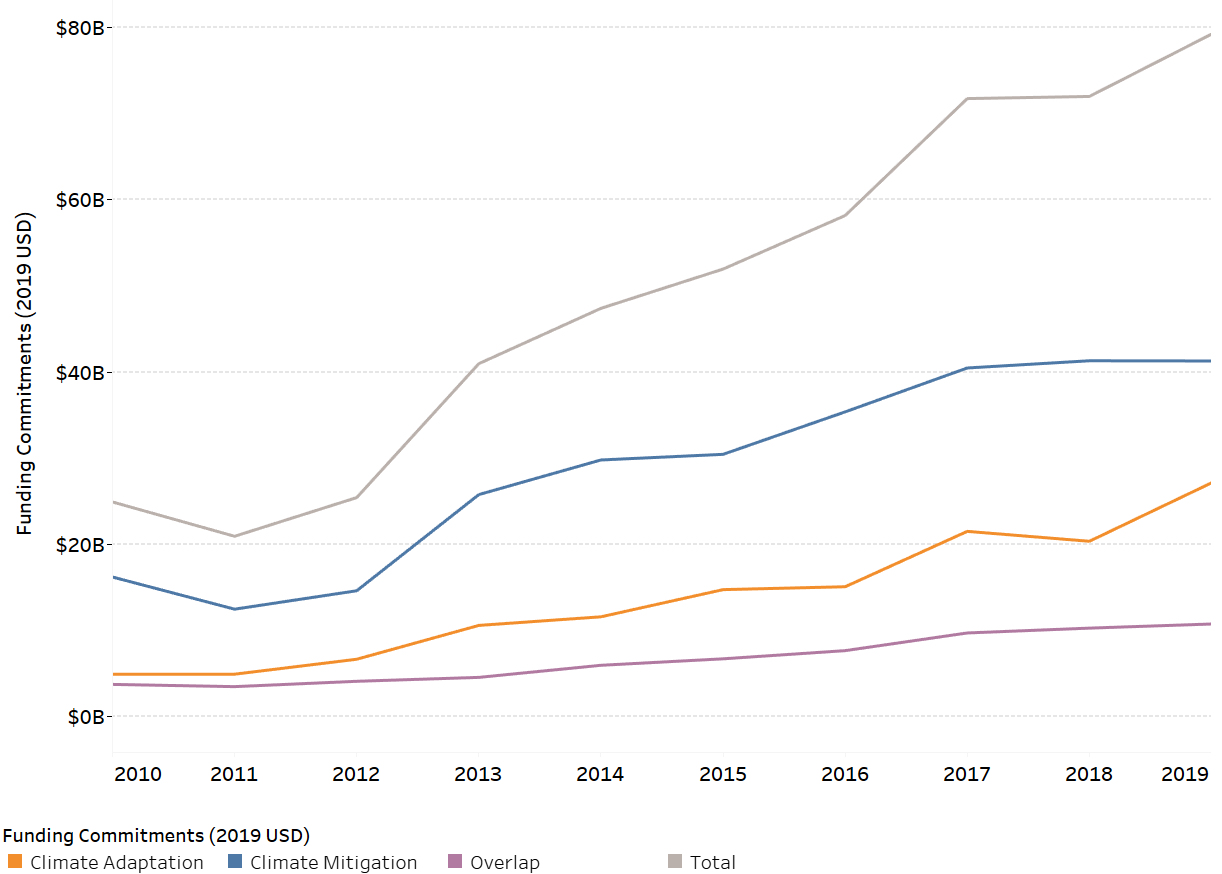 $80B
$60B
$40B
$20B
$0B
Funding Commitments (2019 USD)
2010 2011 2012 2013 2014 2015 2016 2017 2018 2019
Funding Commitments (2019 USD)
Climate Adaptation Climate Mitigation Overlap Total